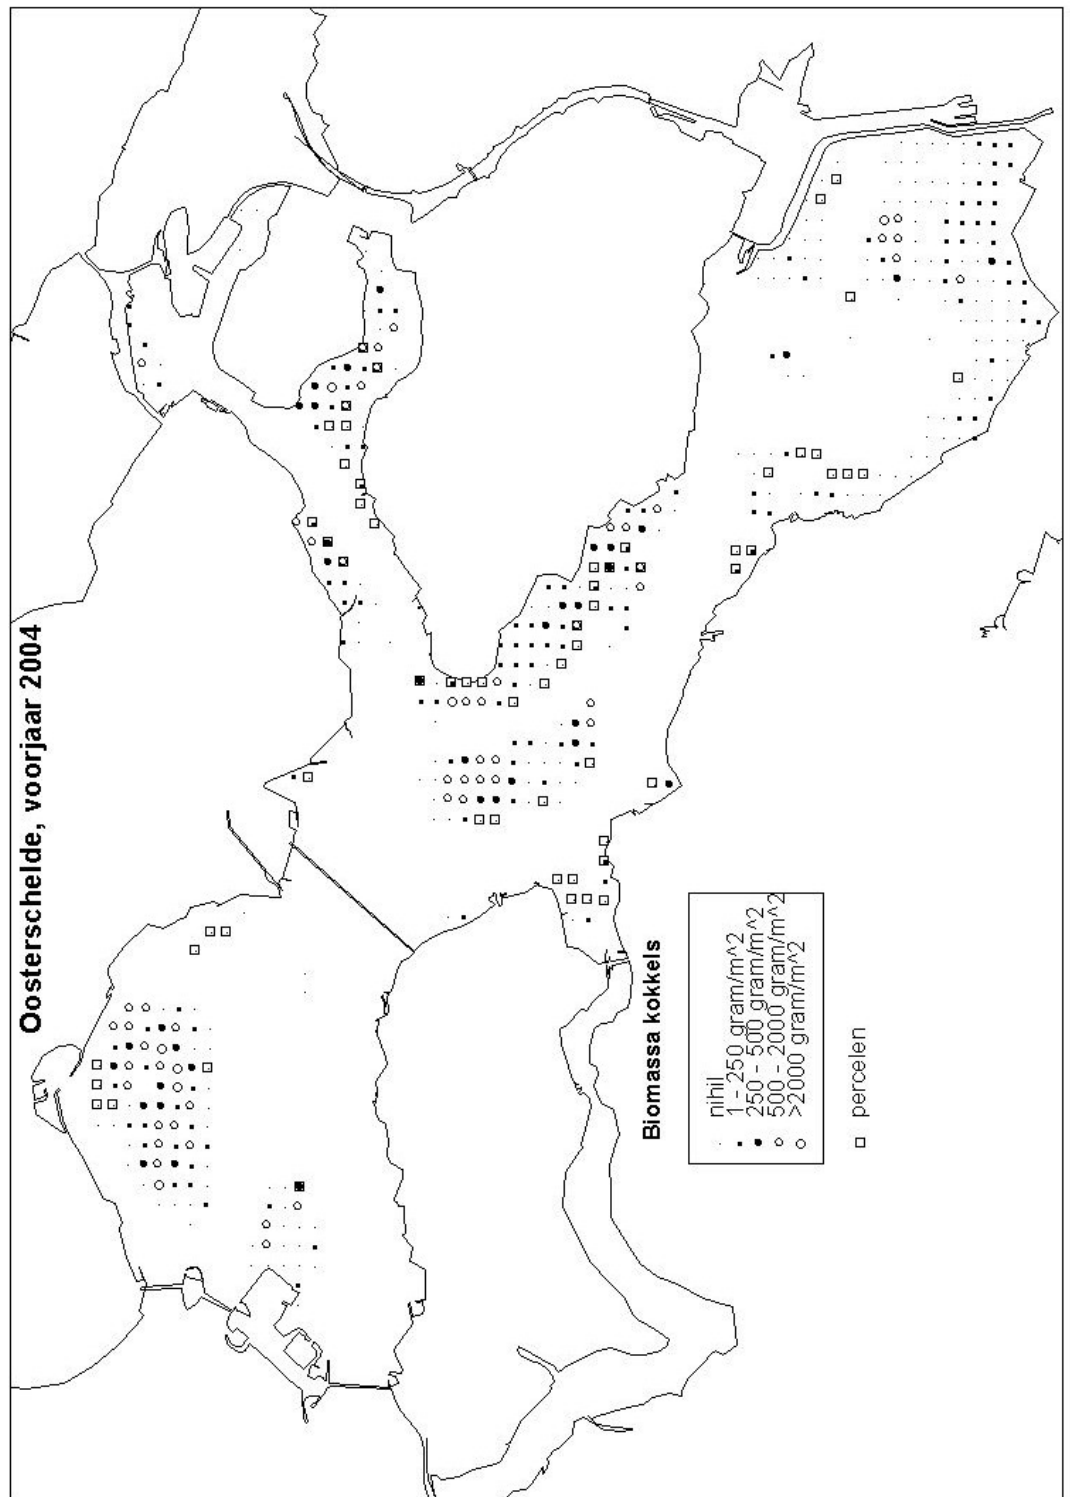 Oosterschelde, voorjaar 2004
Biomassa kokkels
nihil
1 - 250 gram/m^2
250 - 500 gram/m^2
500 - 2000 gram/m^2
>2000 gram/m^2
percelen